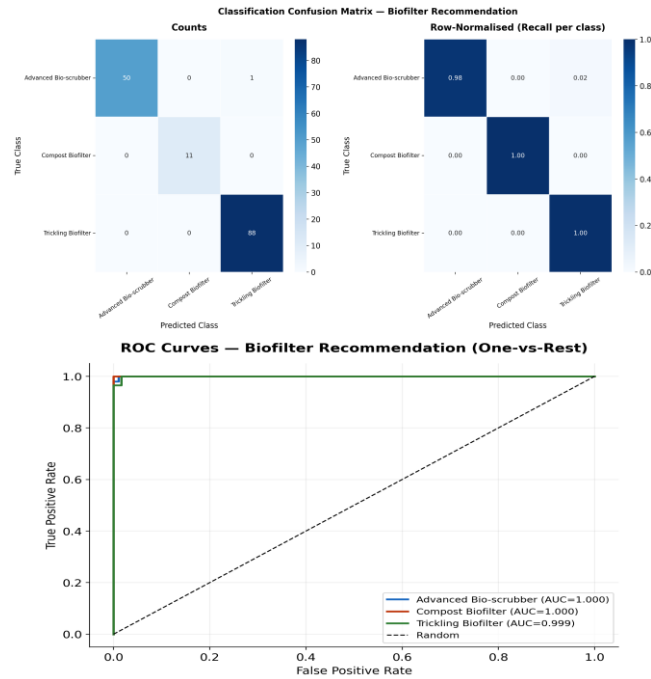 Classification Confusion Matrix — Biofilter Recommendation
Counts
Row-Normalised (Recall per class)
True Class
Advanced Bio-scrubber
Compost Biofilter
Trickling Biofilter
50 0 1
0 11 0
0 0 88
Advanced Bio-scrubber
Compost Biofilter
Trickling Biofilter
Predicted Class
80
70
60
50
40
30
20
10
0
True Class
Advanced Bio-scrubber
Compost Biofilter
Trickling Biofilter
0.98 0.00 0.02
0.00 1.00 0.00
0.00 0.00 1.00
Advanced Bio-scrubber
Compost Biofilter
Trickling Biofilter
Predicted Class
1.0
0.8
0.6
0.4
0.2
0.0
ROC Curves — Biofilter Recommendation (One-vs-Rest)
True Positive Rate
1.0
0.8
0.6
0.4
0.2
0.0
Advanced Bio-scrubber (AUC=1.000)
Compost Biofilter (AUC=1.000)
Trickling Biofilter (AUC=0.999)
Random
0.0 0.2 0.4 0.6 0.8 1.0
False Positive Rate